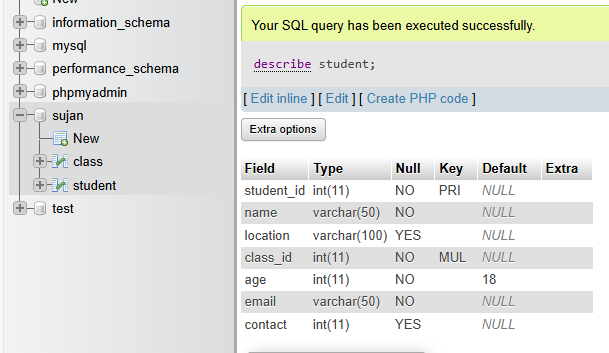 New
information_schema
mysql
performance_schema
phpmyadmin
sujan
New
class
student
test
Your SQL query has been executed successfully.
describe student;
[ Edit inline ] [ Edit ] [ Create PHP code ]
Extra options
Field Type Null Key Default Extra
student_id int(11) NO PRI NULL
name varchar(50) NO NULL
location varchar(100) YES NULL
class_id int(11) NO MUL NULL
age int(11) NO 18
email varchar(50) NO NULL
contact int(11) YES NULL